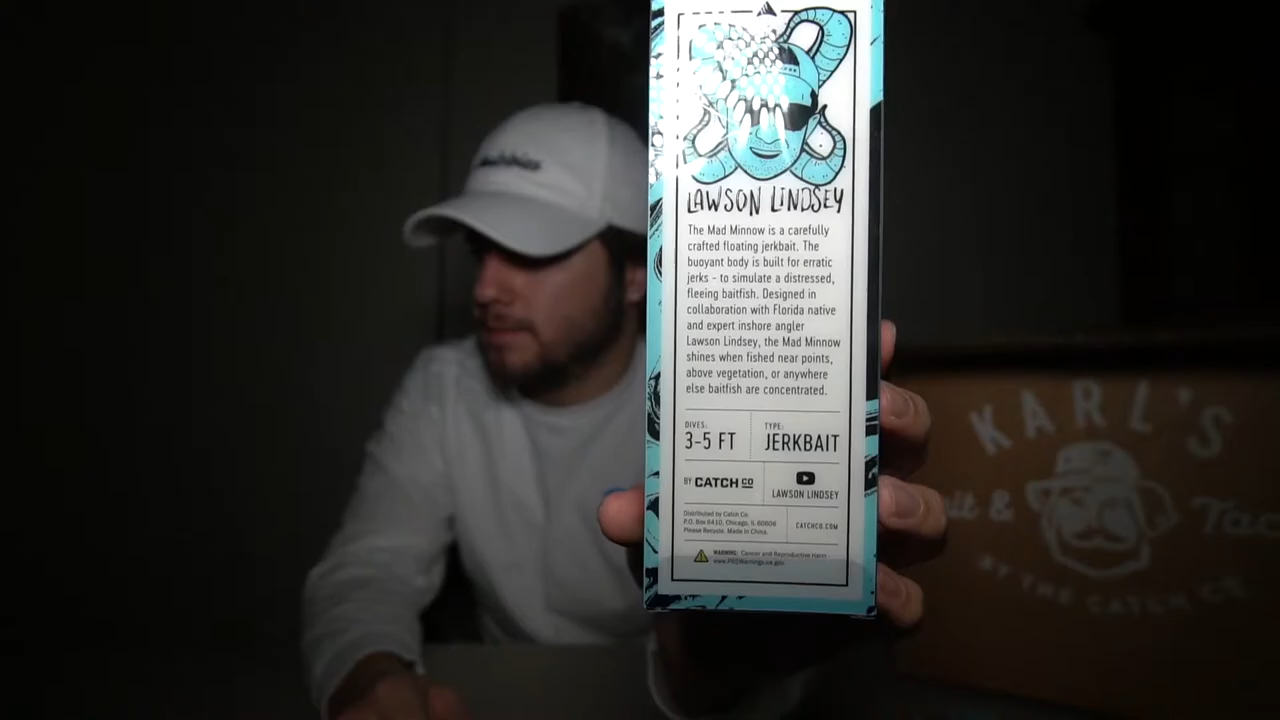 LAWSON LINDSEY
The Mad Minnow is a carefully
crafted floating jerkbait. The
buoyant body is built for erratic
jerks - to simulate a distressed,
fleeing baitfish. Designed in
collaboration with Florida native
and expert inshore angler
Lawson Lindsey, the Mad Minnow
shines when fished near points,
above vegetation, or anywhere
else baitfish are concentrated.
DIVES:
3-5 FT
TYPE:
JERKBAIT
BY CATCH CO
LAWSON LINDSEY
Distributed by Catch Co.
P.O. Box 6410, Chicago, IL 60606
Please Recycle. Made in China.
CATCHCO.COM
WARNING: Cancer and Reproductive Harm -
www.P65Warnings.ca.gov
KARL'S
&
BY THE CATCH CO